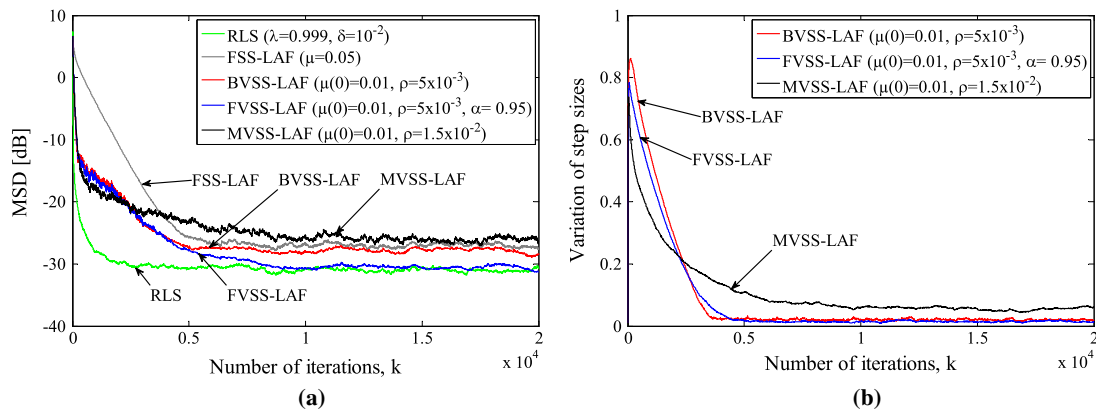 10
0
-10
-20
-30
-40
MSD [dB]
RLS (λ=0.999, δ=10⁻²)
FSS-LAF (µ=0.05)
BVSS-LAF (µ(0)=0.01, ρ=5x10⁻³)
FVSS-LAF (µ(0)=0.01, ρ=5x10⁻³, α= 0.95)
MVSS-LAF (µ(0)=0.01, ρ=1.5x10⁻²)
FSS-LAF
BVSS-LAF
MVSS-LAF
RLS
FVSS-LAF
0 0.5 1 1.5 2
x 10⁴
Number of iterations, k
(a)
1
0.8
0.6
0.4
0.2
0
Variation of step sizes
BVSS-LAF (µ(0)=0.01, ρ=5x10⁻³)
FVSS-LAF (µ(0)=0.01, ρ=5x10⁻³, α= 0.95)
MVSS-LAF (µ(0)=0.01, ρ=1.5x10⁻²)
BVSS-LAF
FVSS-LAF
MVSS-LAF
0 0.5 1 1.5 2
x 10⁴
Number of iterations, k
(b)